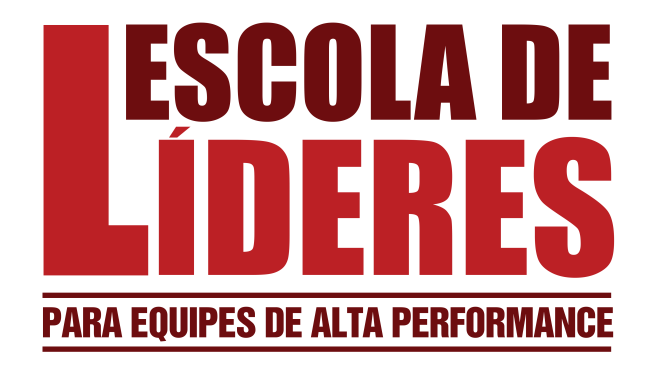 ESCOLA DE
LÍDERES
PARA EQUIPES DE ALTA PERFORMANCE